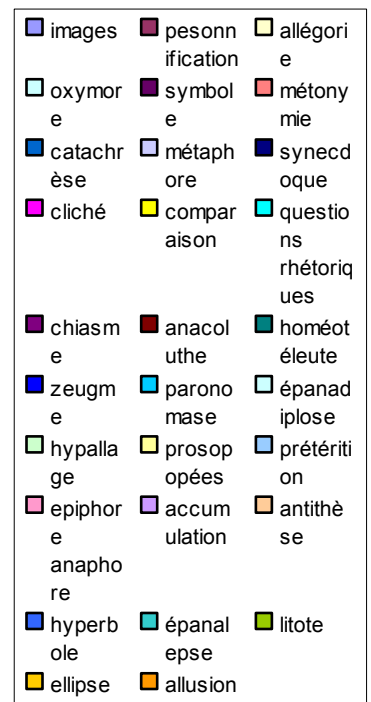 images pesonn allégori
ification e
oxymor symbol métony
e e mie
catachr métaph synecd
èse ore oque
cliché compar questio
aison ns
rhétoriq
ues
chiasm anacol homéot
e uthe éleute
zeugm parono épanad
e mase iplose
hypalla prosop prétériti
ge opées on
epiphor accum antithè
e ulation se
anapho
re
hyperb épanal litote
ole epse
ellipse allusion